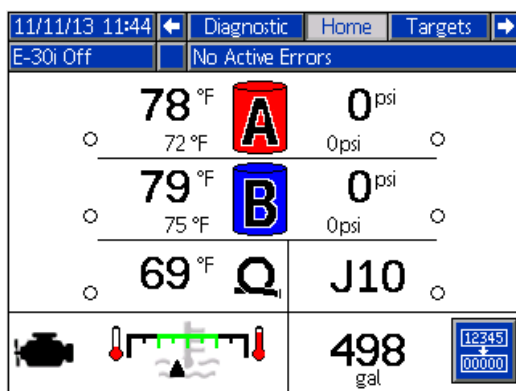 11/11/13 11:44 Diagnostic Home Targets
E-30i Off No Active Errors
78 °F A 0 psi
72 °F 0psi
79 °F B 0 psi
75 °F 0psi
69 °F J10
498 gal
12345
00000